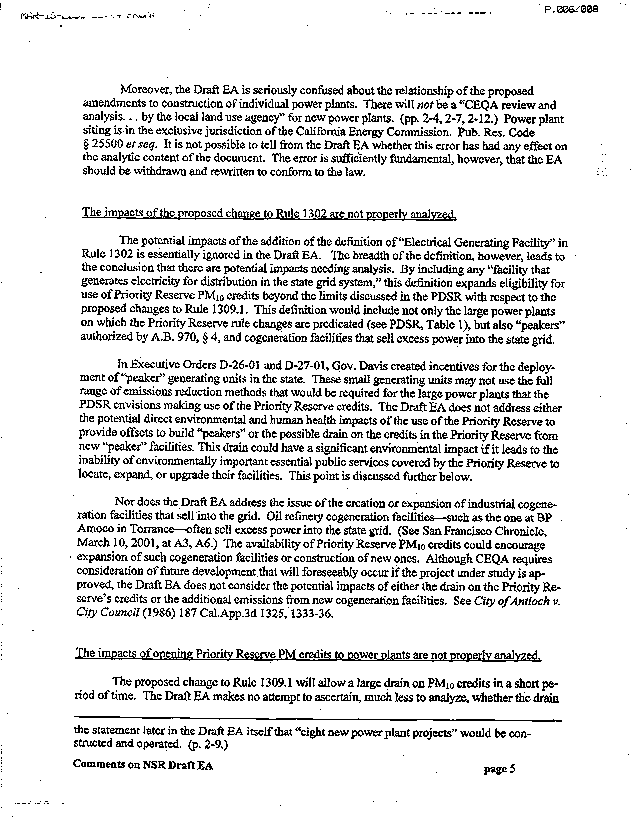 P.006/008
Moreover, the Draft EA is seriously confused about the relationship of the proposed
amendments to construction of individual power plants. There will not be a “CEQA review and
analysis. . . by the local land use agency” for new power plants. (pp. 2-4, 2-7, 2-12.) Power plant
siting is in the exclusive jurisdiction of the California Energy Commission. Pub. Res. Code
§ 25500 et seq. It is not possible to tell from the Draft EA whether this error has had any effect on
the analytic content of the document. The error is sufficiently fundamental, however, that the EA
should be withdrawn and rewritten to conform to the law.
The impacts of the proposed change to Rule 1302 are not properly analyzed.
The potential impacts of the addition of the definition of “Electrical Generating Facility” in
Rule 1302 is essentially ignored in the Draft EA. The breadth of the definition, however, leads to
the conclusion that there are potential impacts needing analysis. By including any “facility that
generates electricity for distribution in the state grid system,” this definition expands eligibility for
use of Priority Reserve PM10 credits beyond the limits discussed in the PDSR with respect to the
proposed changes to Rule 1309.1. This definition would include not only the large power plants
on which the Priority Reserve rule changes are predicated (see PDSR, Table 1), but also “peakers”
authorized by A.B. 970, § 4, and cogeneration facilities that sell excess power into the state grid.
In Executive Orders D-26-01 and D-27-01, Gov. Davis created incentives for the deploy-
ment of “peaker” generating units in the state. These small generating units may not use the full
range of emissions reduction methods that would be required for the large power plants that the
PDSR envisions making use of the Priority Reserve credits. The Draft EA does not address either
the potential direct environmental and human health impacts of the use of the Priority Reserve to
provide offsets to build “peakers” or the possible drain on the credits in the Priority Reserve from
new “peaker” facilities. This drain could have a significant environmental impact if it leads to the
inability of environmentally important essential public services covered by the Priority Reserve to
locate, expand, or upgrade their facilities. This point is discussed further below.
Nor does the Draft EA address the issue of the creation or expansion of industrial cogene-
ration facilities that sell into the grid. Oil refinery cogeneration facilities—such as the one at BP
Amoco in Torrance—often sell excess power into the state grid. (See San Francisco Chronicle,
March 10, 2001, at A3, A6.) The availability of Priority Reserve PM10 credits could encourage
expansion of such cogeneration facilities or construction of new ones. Although CEQA requires
consideration of future development that will foreseeably occur if the project under study is ap-
proved, the Draft EA does not consider the potential impacts of either the drain on the Priority Re-
serve’s credits or the additional emissions from new cogeneration facilities. See City of Antioch v.
City Council (1986) 187 Cal.App.3d 1325, 1333-36.
The impacts of opening Priority Reserve PM credits to power plants are not properly analyzed.
The proposed change to Rule 1309.1 will allow a large drain on PM10 credits in a short pe-
riod of time. The Draft EA makes no attempt to ascertain, much less to analyze, whether the drain
the statement later in the Draft EA itself that “eight new power plant projects” would be con-
structed and operated. (p. 2-9.)
Comments on NSR Draft EA
page 5